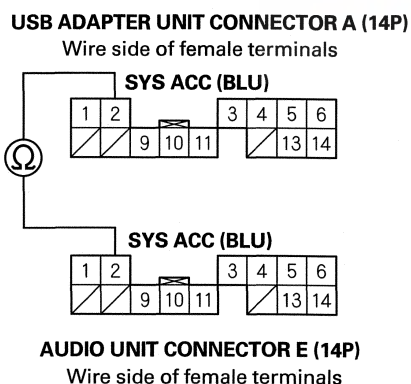 USB ADAPTER UNIT CONNECTOR A (14P)
Wire side of female terminals
SYS ACC (BLU)
1 2 3 4 5 6
9 10 11 13 14
Ω
SYS ACC (BLU)
1 2 3 4 5 6
9 10 11 13 14
AUDIO UNIT CONNECTOR E (14P)
Wire side of female terminals